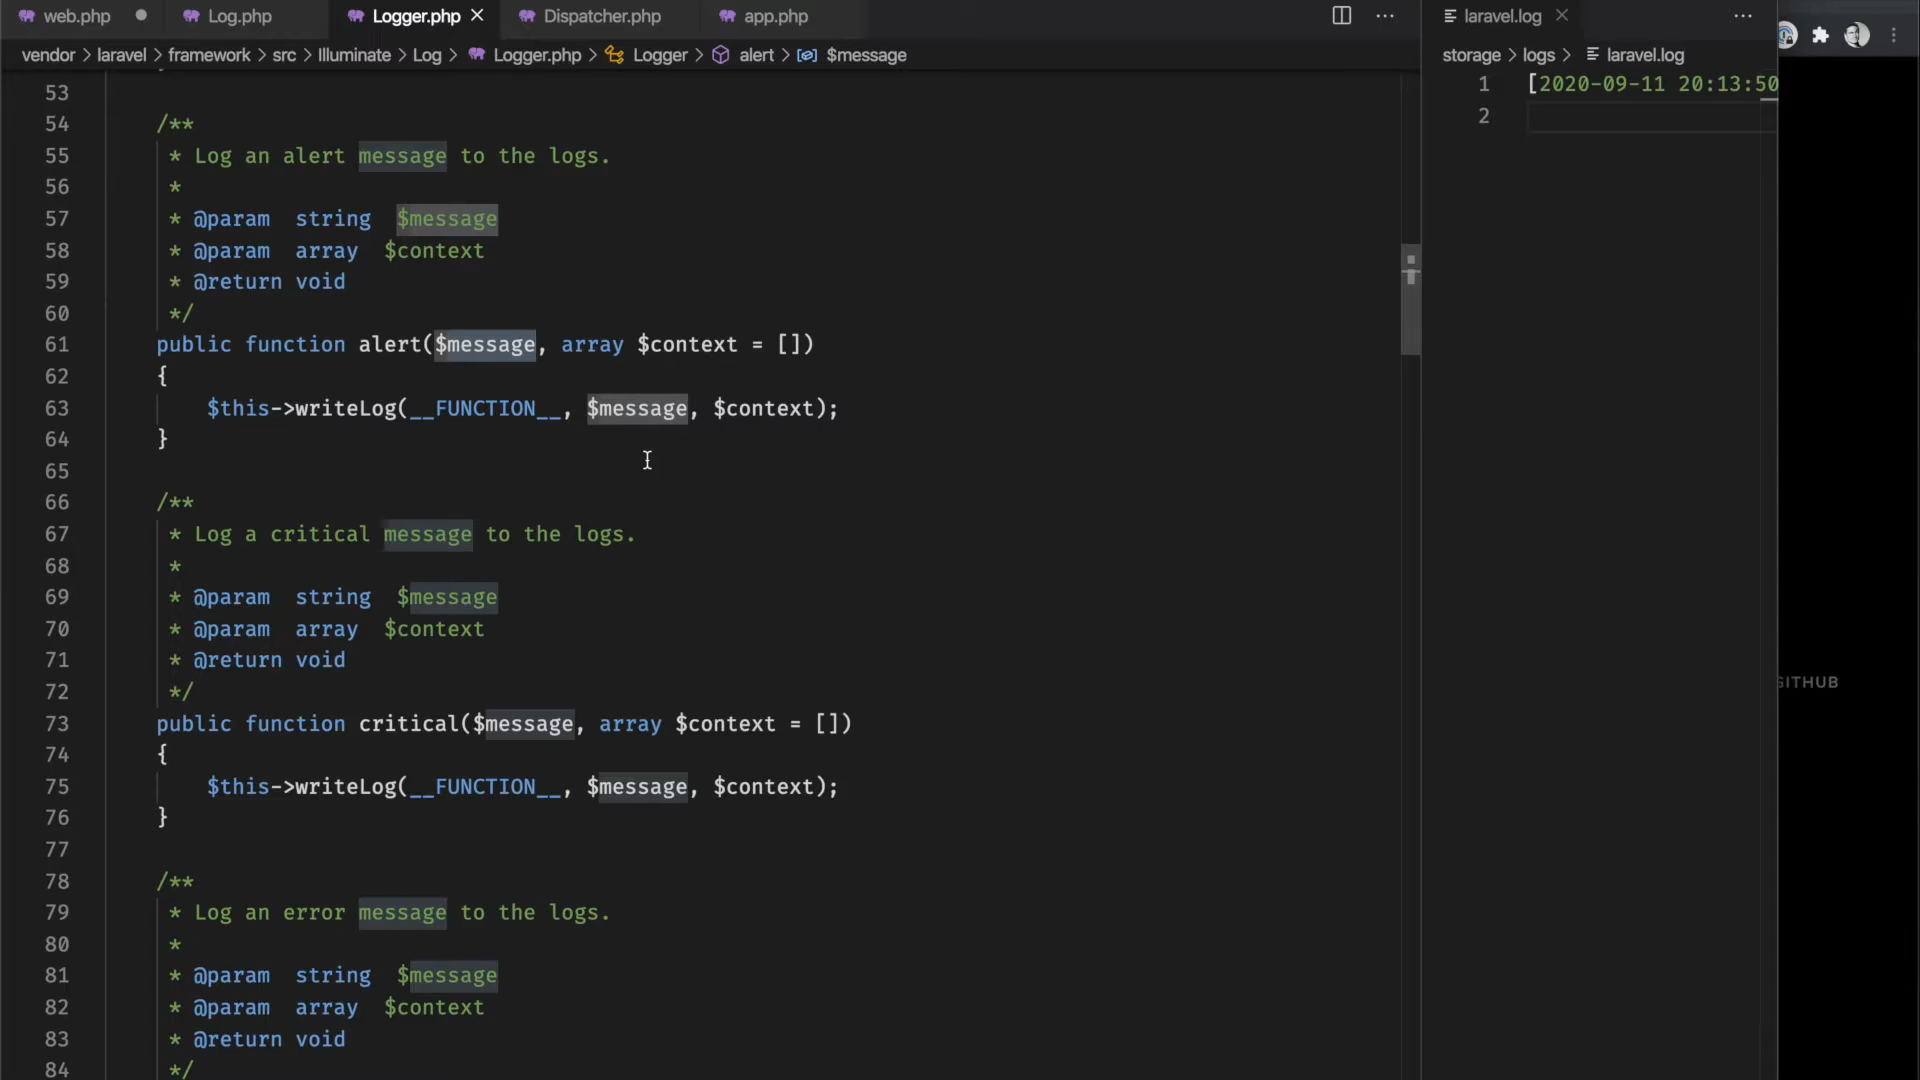 web.php
Log.php
Logger.php
Dispatcher.php
app.php
laravel.log
vendor > laravel > framework > src > Illuminate > Log > Logger.php > Logger > alert > $message
storage > logs > laravel.log
53
54 /**
55 * Log an alert message to the logs.
56 *
57 * @param string $message
58 * @param array $context
59 * @return void
60 */
61 public function alert($message, array $context = [])
62 {
63 $this->writeLog(__FUNCTION__, $message, $context);
64 }
65
66 /**
67 * Log a critical message to the logs.
68 *
69 * @param string $message
70 * @param array $context
71 * @return void
72 */
73 public function critical($message, array $context = [])
74 {
75 $this->writeLog(__FUNCTION__, $message, $context);
76 }
77
78 /**
79 * Log an error message to the logs.
80 *
81 * @param string $message
82 * @param array $context
83 * @return void
84 */
1 [2020-09-11 20:13:50
2
GITHUB